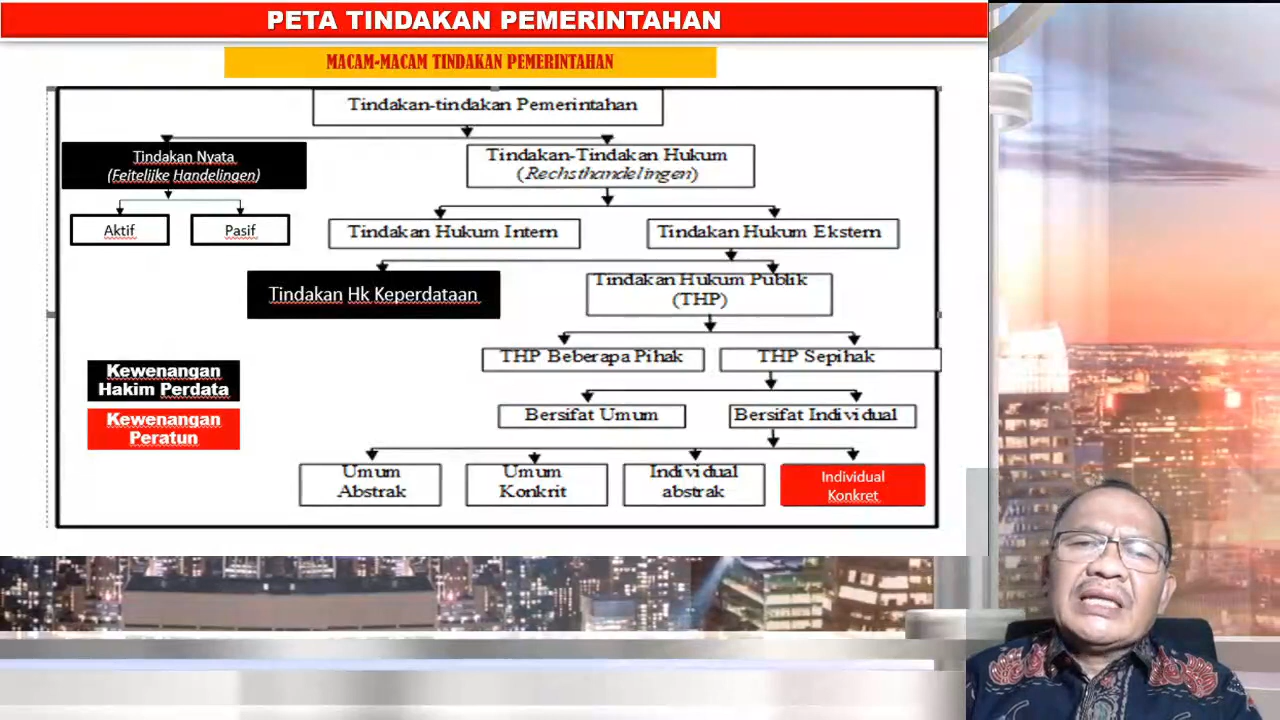 PETA TINDAKAN PEMERINTAHAN
MACAM-MACAM TINDAKAN PEMERINTAHAN
Tindakan-tindakan Pemerintahan
Tindakan Nyata
(Feitelijke Handelingen)
Tindakan-Tindakan Hukum
(Rechsthandelingen)
Aktif
Pasif
Tindakan Hukum Intern
Tindakan Hukum Ekstern
Tindakan Hk Keperdataan
Tindakan Hukum Publik
(THP)
THP Beberapa Pihak
THP Sepihak
Kewenangan
Hakim Perdata
Kewenangan
Peratun
Bersifat Umum
Bersifat Individual
Umum
Abstrak
Umum
Konkrit
Individual
abstrak
Individual
Konkret